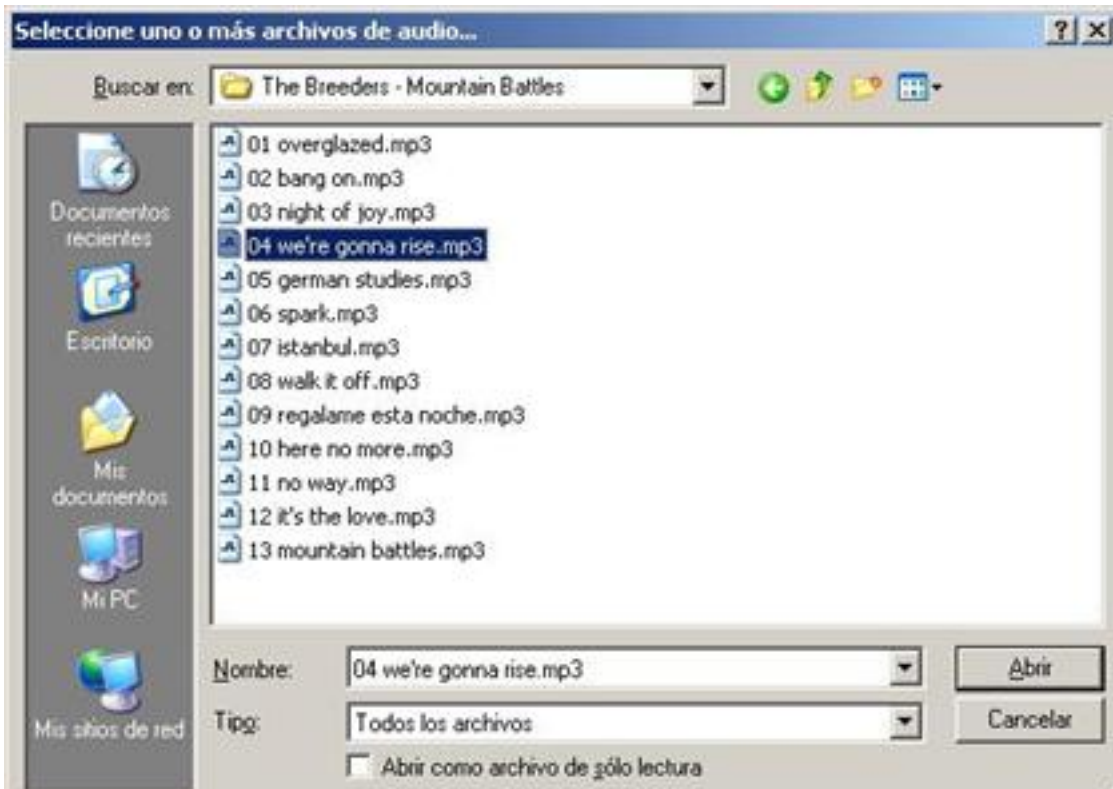 Seleccione uno o más archivos de audio...
Buscar en:
The Breeders - Mountain Battles
Documentos
recientes
Escritorio
Mis
documentos
Mi PC
Mis sitios de red
01 overglazed.mp3
02 bang on.mp3
03 night of joy.mp3
04 we're gonna rise.mp3
05 german studies.mp3
06 spark.mp3
07 istanbul.mp3
08 walk it off.mp3
09 regalame esta noche.mp3
10 here no more.mp3
11 no way.mp3
12 it's the love.mp3
13 mountain battles.mp3
Nombre:
04 we're gonna rise.mp3
Abrir
Tipo:
Todos los archivos
Cancelar
Abrir como archivo de sólo lectura